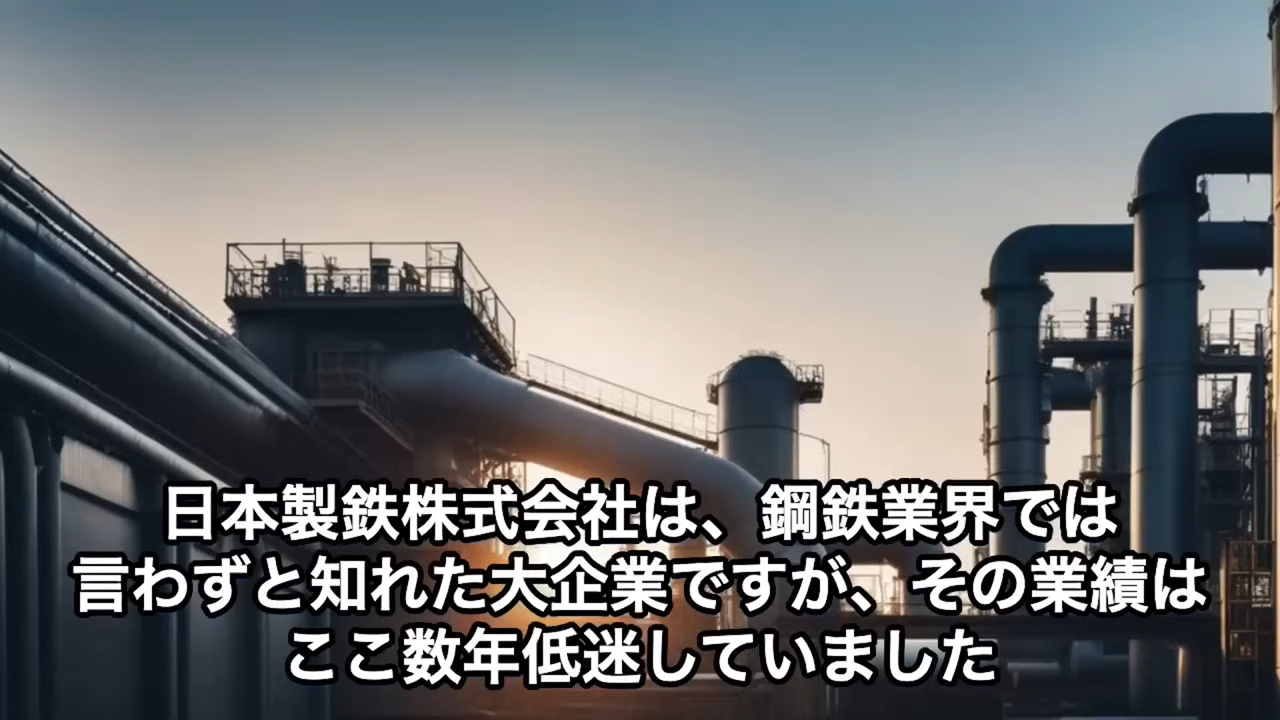 日本製鉄株式会社は、鋼鉄業界では
言わずと知れた大企業ですが、その業績は
ここ数年低迷していました